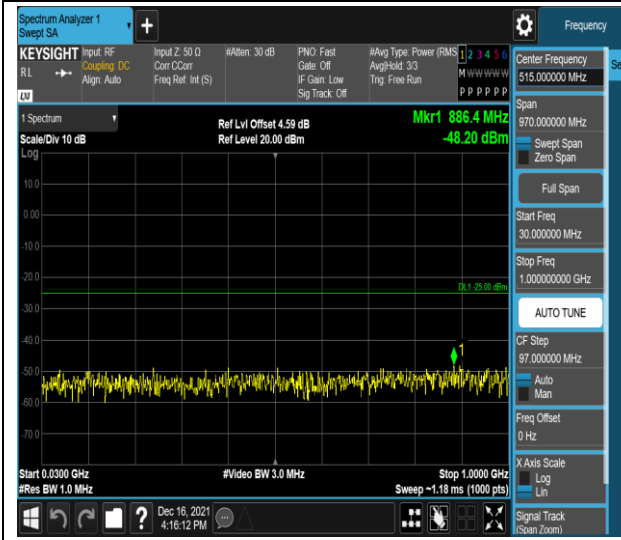 Spectrum Analyzer 1
Swept SA
+
Frequency
KEYSIGHT
RL
LXI
Input: RF
Coupling: DC
Align: Auto
Input Z: 50 Ω
Corr CCorr
Freq Ref: Int (S)
#Atten: 30 dB
PNO: Fast
Gate: Off
IF Gain: Low
Sig Track: Off
#Avg Type: Power (RMS
Avg|Hold: 3/3
Trig: Free Run
1 2 3 4 5 6
M W W W W W
P P P P P P
1 Spectrum
Scale/Div 10 dB
Log
Ref Lvl Offset 4.59 dB
Ref Level 20.00 dBm
Mkr1 886.4 MHz
-48.20 dBm
10.0
0.00
-10.0
-20.0
DL1 -25.00 dBm
-30.0
-40.0
1
-50.0
-60.0
-70.0
Start 0.0300 GHz
#Res BW 1.0 MHz
#Video BW 3.0 MHz
Stop 1.0000 GHz
Sweep ~1.18 ms (1000 pts)
?
Dec 16, 2021
4:16:12 PM
Center Frequency
515.000000 MHz
Se
Span
970.000000 MHz
Swept Span
Zero Span
Full Span
Start Freq
30.000000 MHz
Stop Freq
1.000000000 GHz
AUTO TUNE
CF Step
97.000000 MHz
Auto
Man
Freq Offset
0 Hz
X Axis Scale
Log
Lin
Signal Track
(Span Zoom)